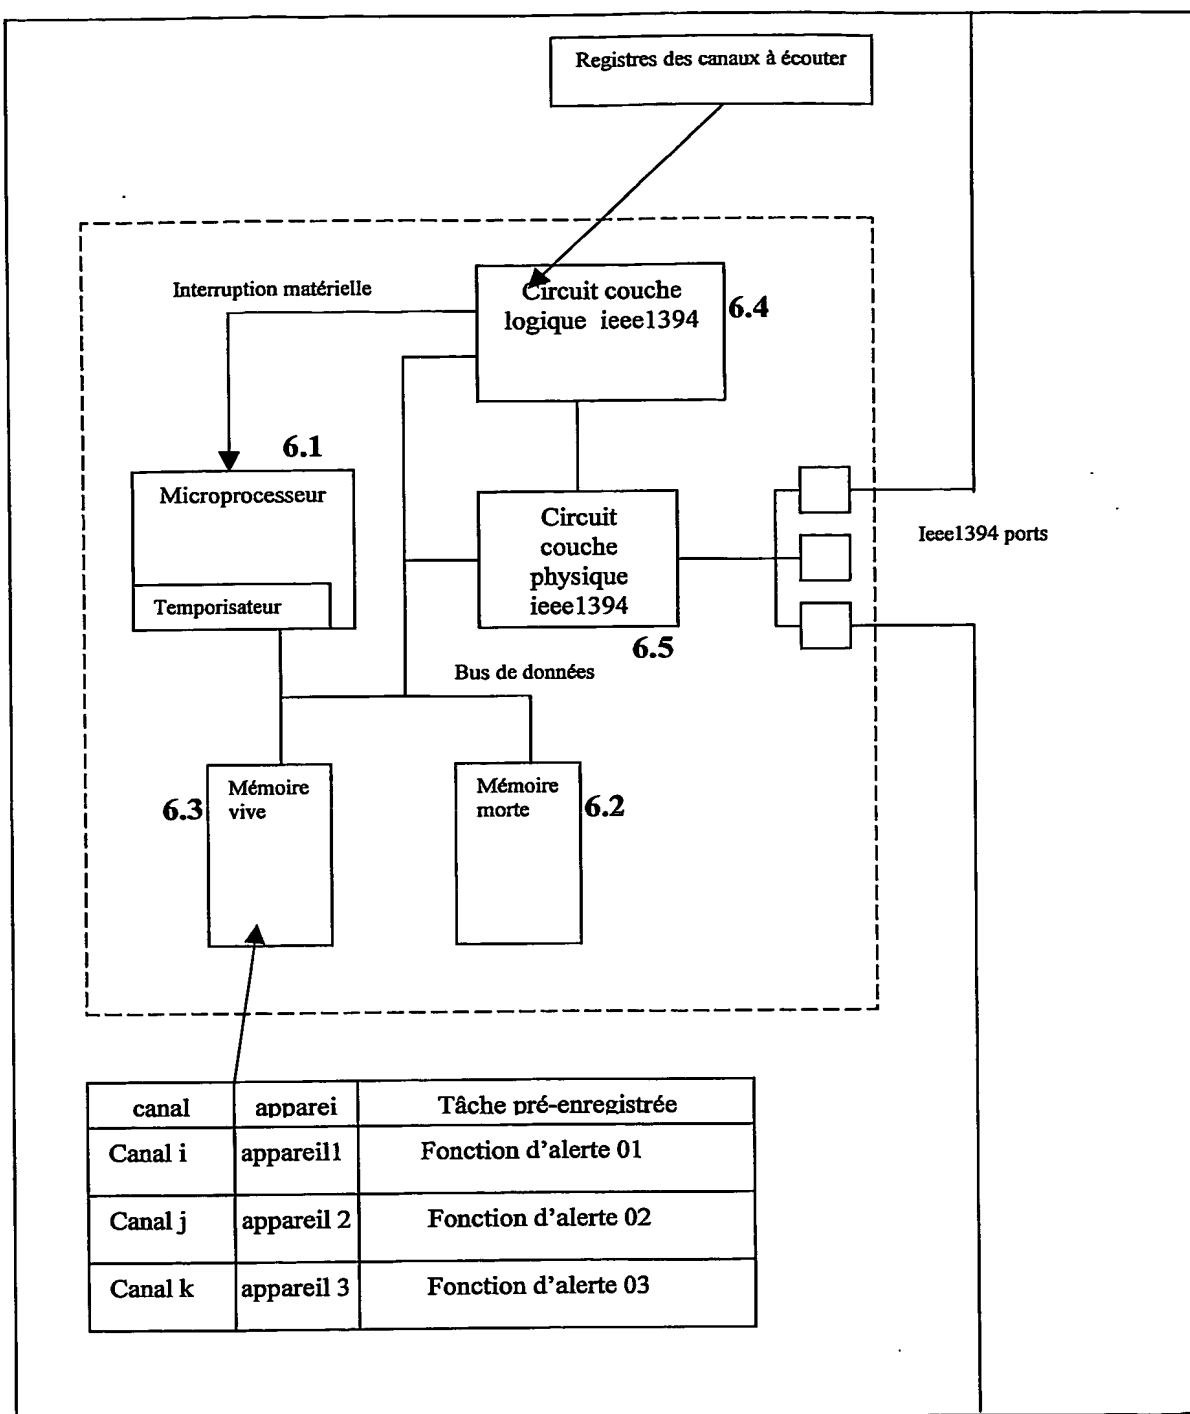 Registres des canaux à écouter
Interruption matérielle
Circuit couche
logique ieee1394
6.4
6.1
Microprocesseur
Temporisateur
Circuit
couche
physique
ieee1394
6.5
Ieee1394 ports
Bus de données
6.3
Mémoire
vive
Mémoire
morte
6.2
canal apparei Tâche pré-enregistrée
Canal i appareil1 Fonction d'alerte 01
Canal j appareil 2 Fonction d'alerte 02
Canal k appareil 3 Fonction d'alerte 03